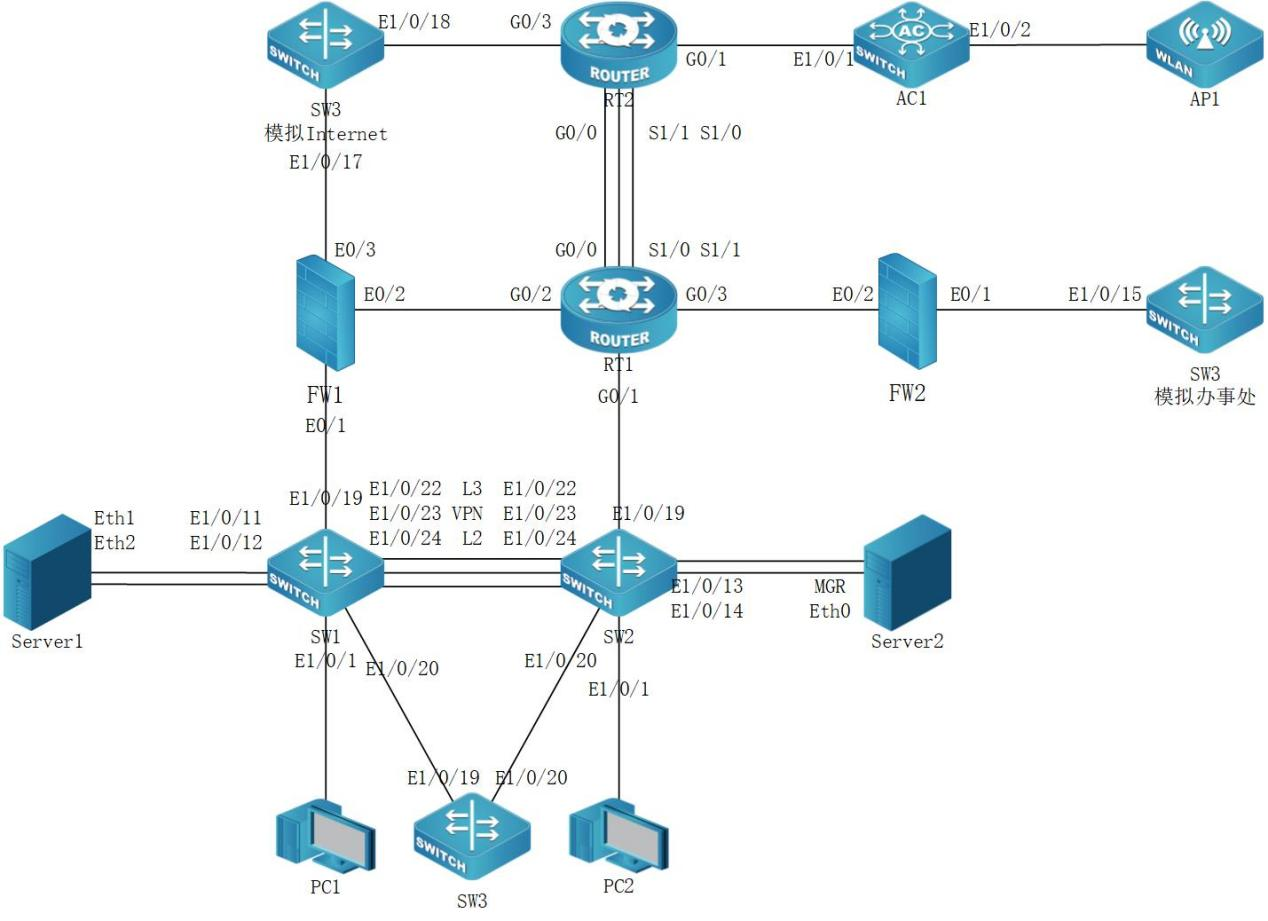 E1/0/18
G0/3
SWITCH
ROUTER
G0/1
E1/0/1
AC
SWITCH
E1/0/2
WLAN
SW3
模拟Internet
RT2
AC1
AP1
E1/0/17
G0/0
S1/1 S1/0
E0/3
G0/0
S1/0 S1/1
E0/2
G0/2
ROUTER
G0/3
E0/2
E0/1
E1/0/15
SWITCH
FW1
RT1
FW2
SW3
模拟办事处
E0/1
G0/1
E1/0/19
E1/0/22 L3 E1/0/22
E1/0/23 VPN E1/0/23
E1/0/24 L2 E1/0/24
E1/0/19
Eth1
Eth2
E1/0/11
E1/0/12
SWITCH
SWITCH
E1/0/13
E1/0/14
MGR
Eth0
Server1
SW1
SW2
Server2
E1/0/1
E1/0/20
E1/0/20
E1/0/1
E1/0/19
E1/0/20
SWITCH
PC1
SW3
PC2